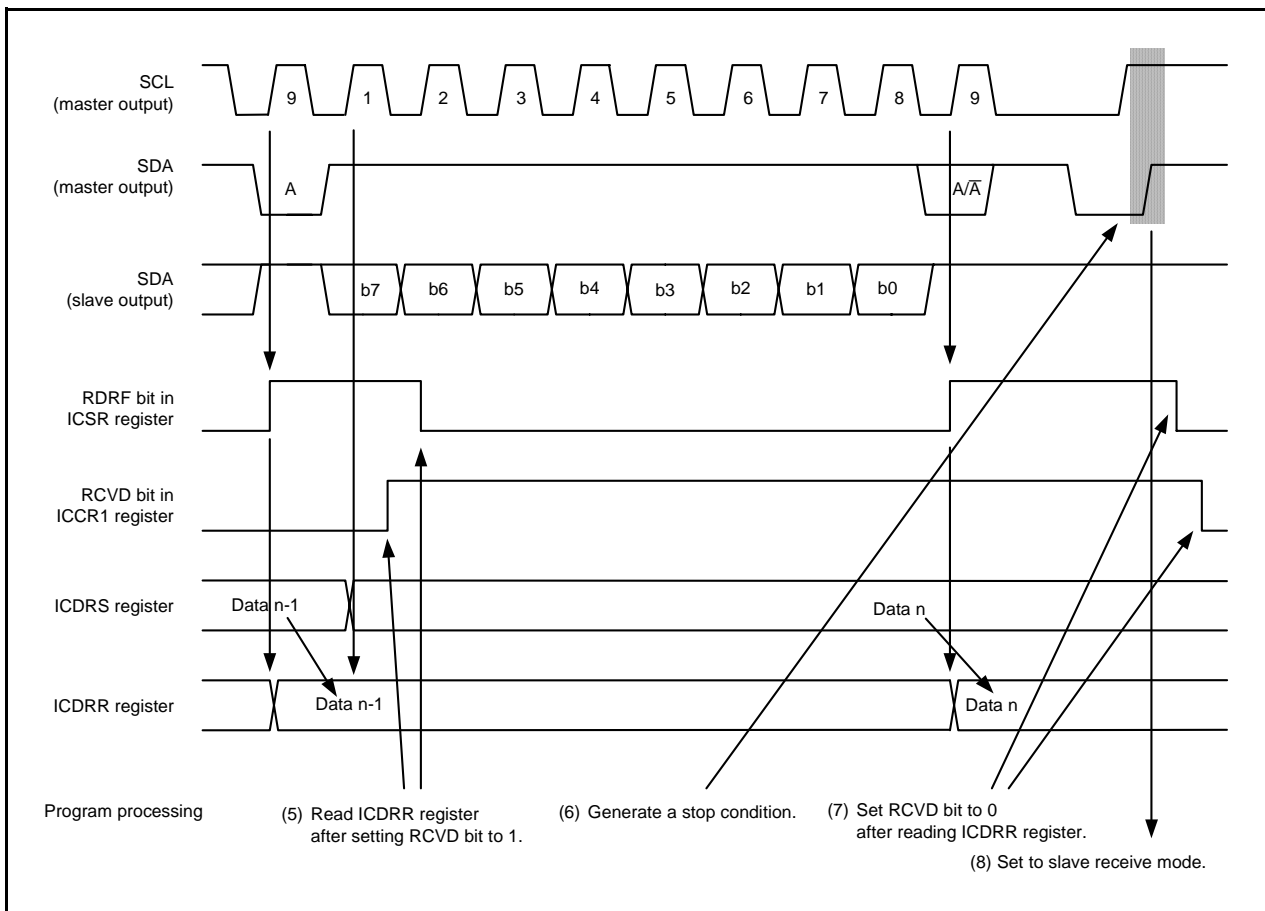 SCL
(master output)
9 1 2 3 4 5 6 7 8 9
SDA
(master output)
A A/A̅
SDA
(slave output)
b7 b6 b5 b4 b3 b2 b1 b0
RDRF bit in
ICSR register
RCVD bit in
ICCR1 register
ICDRS register
Data n-1 Data n
ICDRR register
Data n-1 Data n
Program processing
(5) Read ICDRR register
after setting RCVD bit to 1.
(6) Generate a stop condition.
(7) Set RCVD bit to 0
after reading ICDRR register.
(8) Set to slave receive mode.